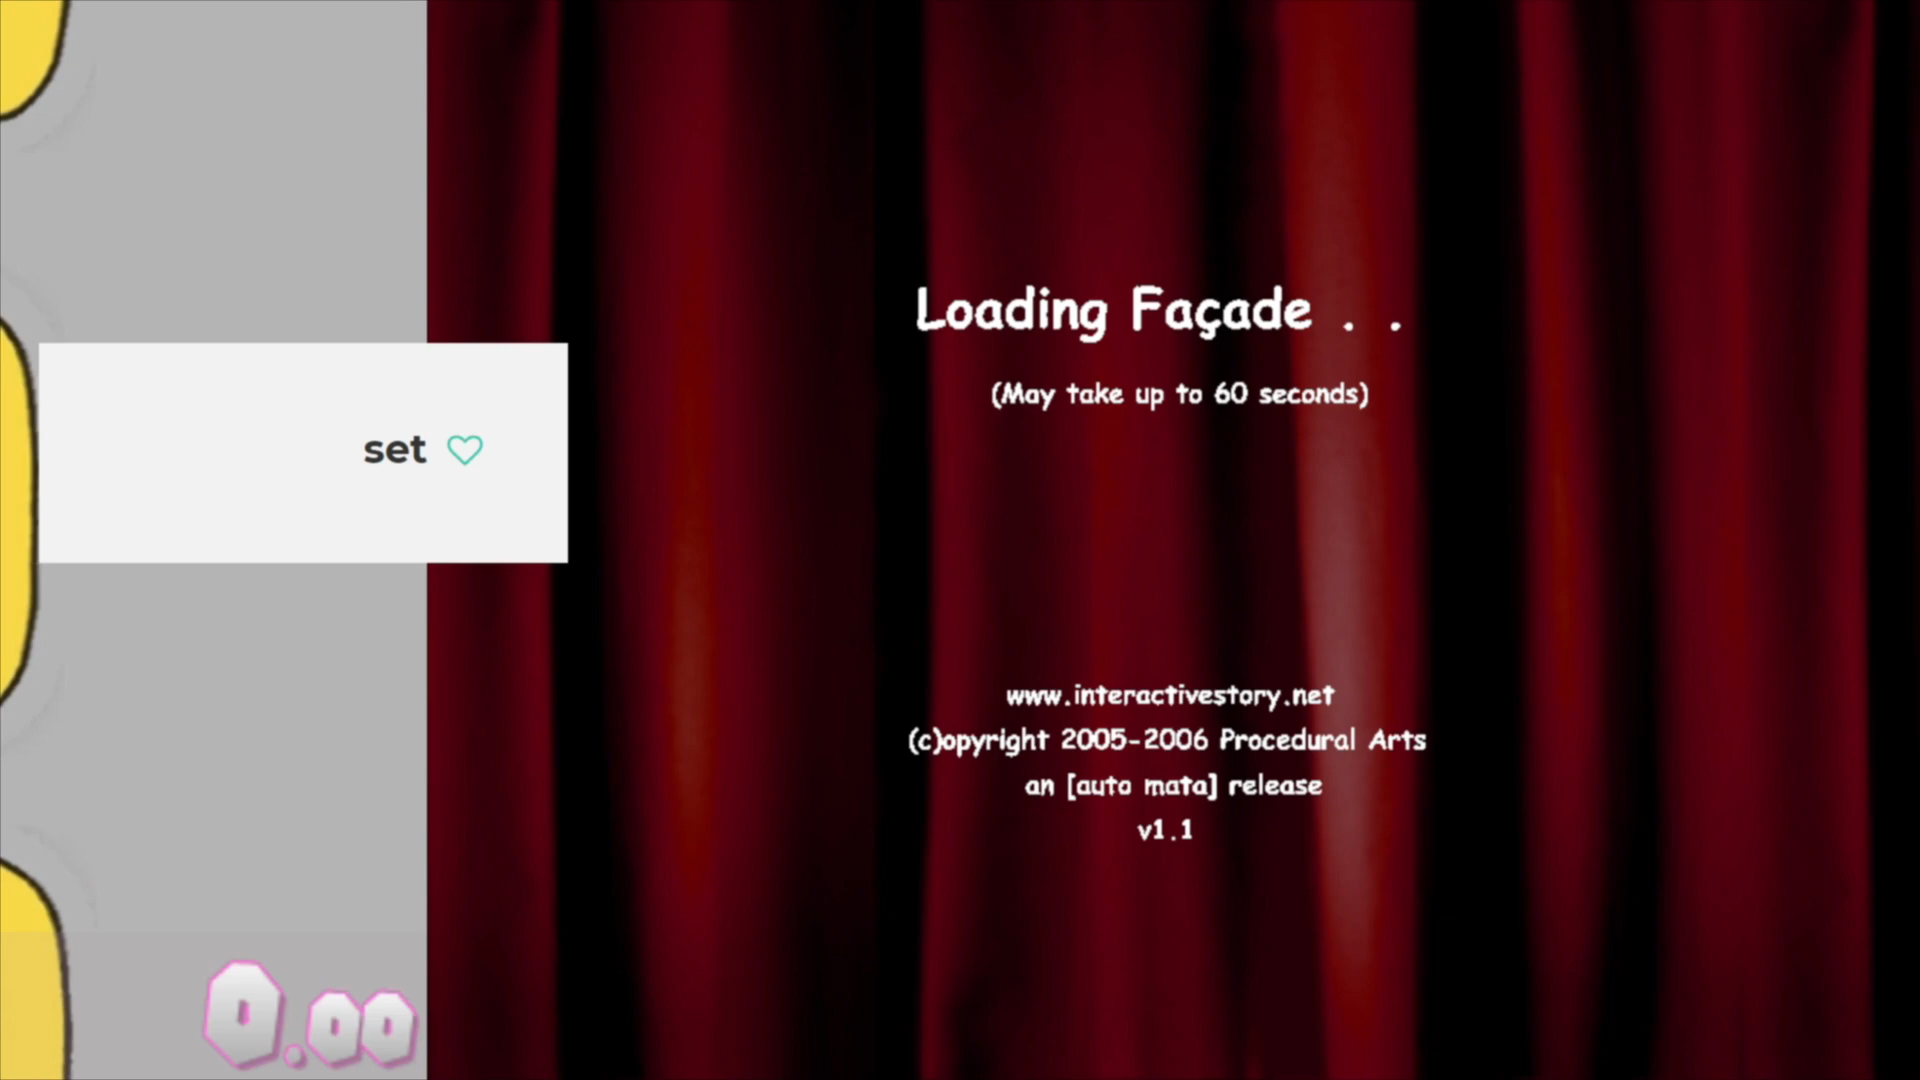 Loading Façade . .
(May take up to 60 seconds)
set
www.interactivestory.net
(c)opyright 2005-2006 Procedural Arts
an [auto mata] release
v1.1
0.00